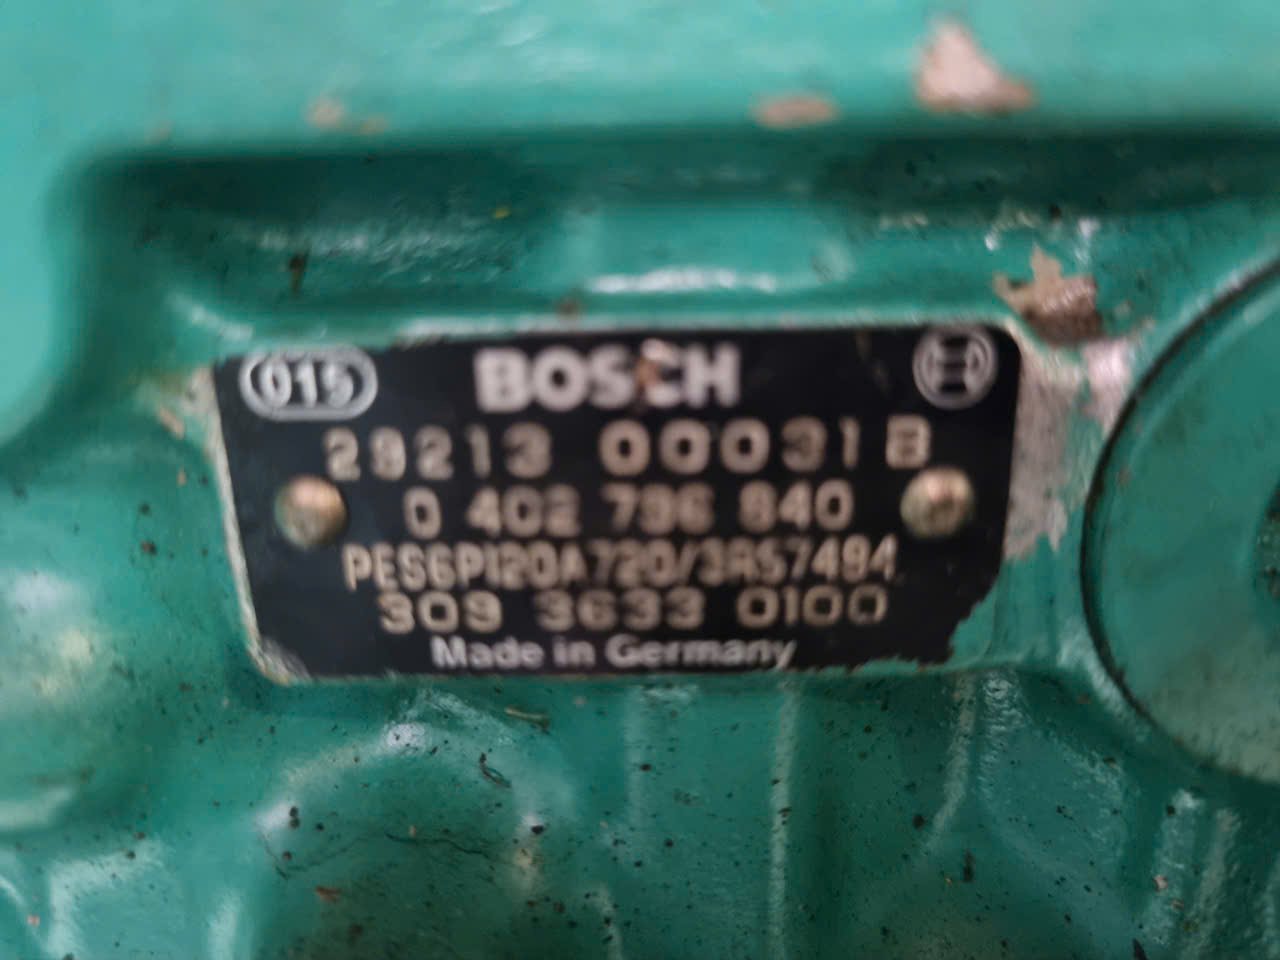 015 BOSCH
29213 00031 B
0 402 796 840
PES6P120A720/3RS7494
309 3633 0100
Made in Germany